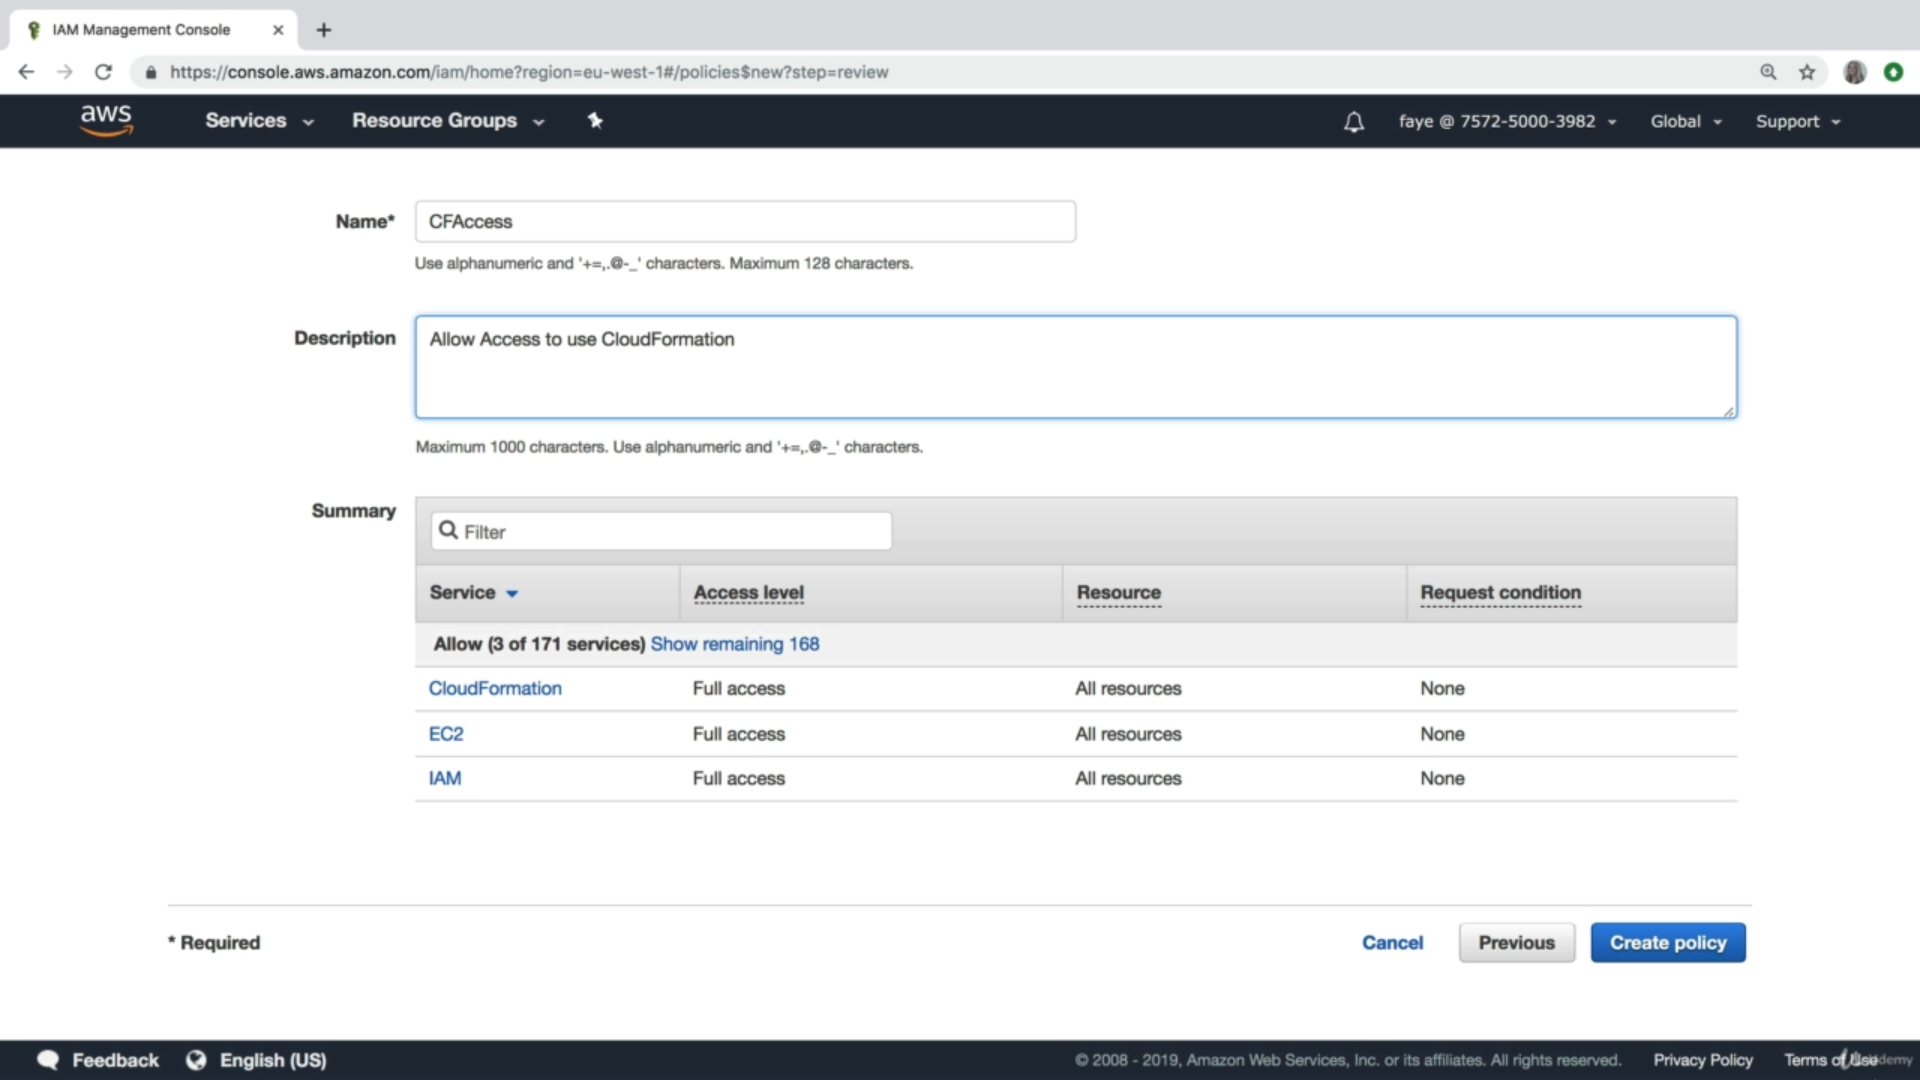 IAM Management Console
https://console.aws.amazon.com/iam/home?region=eu-west-1#/policies$new?step=review
aws Services Resource Groups faye @ 7572-5000-3982 Global Support
Name* CFAccess
Use alphanumeric and '+=,.@-_' characters. Maximum 128 characters.
Description Allow Access to use CloudFormation
Maximum 1000 characters. Use alphanumeric and '+=,.@-_' characters.
Summary
Filter
Service Access level Resource Request condition
Allow (3 of 171 services) Show remaining 168
CloudFormation Full access All resources None
EC2 Full access All resources None
IAM Full access All resources None
* Required Cancel Previous Create policy
Feedback English (US) © 2008 - 2019, Amazon Web Services, Inc. or its affiliates. All rights reserved. Privacy Policy Terms of Use